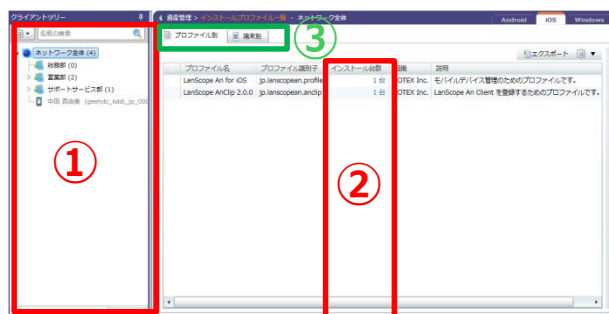 クライアントツリー
資産管理 > インストールプロファイル一覧 - ネットワーク全体
Android iOS Windows
名称の検索
プロファイル別 端末別
③
エクスポート
ネットワーク全体 (4)
総務部 (0)
営業部 (2)
サポートサービス部 (1)
中田 真由美
プロファイル名 プロファイル識別子 インストール台数 説明
LanScope An for iOS jp.lanscopean.profile 1 台 OTEX Inc. モバイルデバイス管理のためのプロファイルです。
LanScope AnClip 2.0.0 jp.lanscopean.anclip 1 台 OTEX Inc. LanScope An Client を登録するためのプロファイルです。
①
②